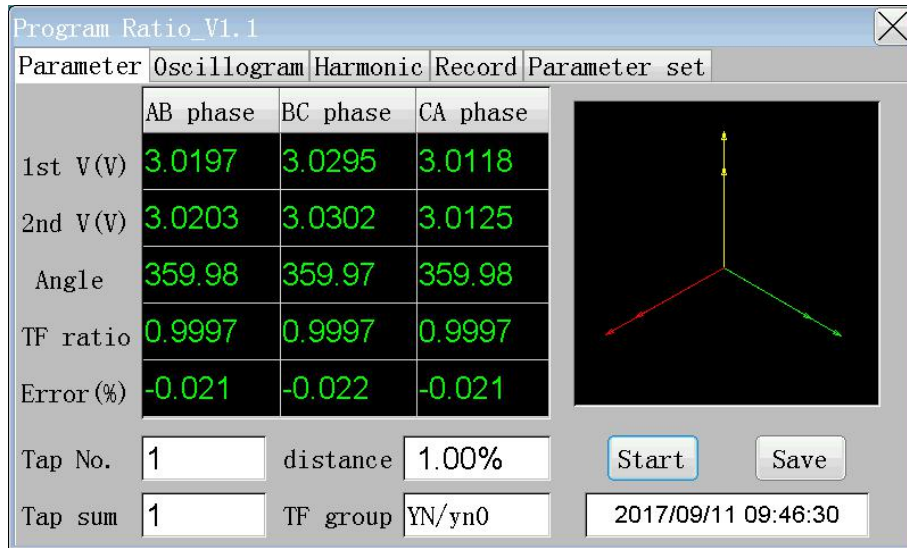 Program Ratio_V1.1
Parameter Oscillogram Harmonic Record Parameter set
AB phase BC phase CA phase
1st V(V) 3.0197 3.0295 3.0118
2nd V(V) 3.0203 3.0302 3.0125
Angle 359.98 359.97 359.98
TF ratio 0.9997 0.9997 0.9997
Error(%) -0.021 -0.022 -0.021
Tap No. 1 distance 1.00% Start Save
Tap sum 1 TF group YN/yn0 2017/09/11 09:46:30